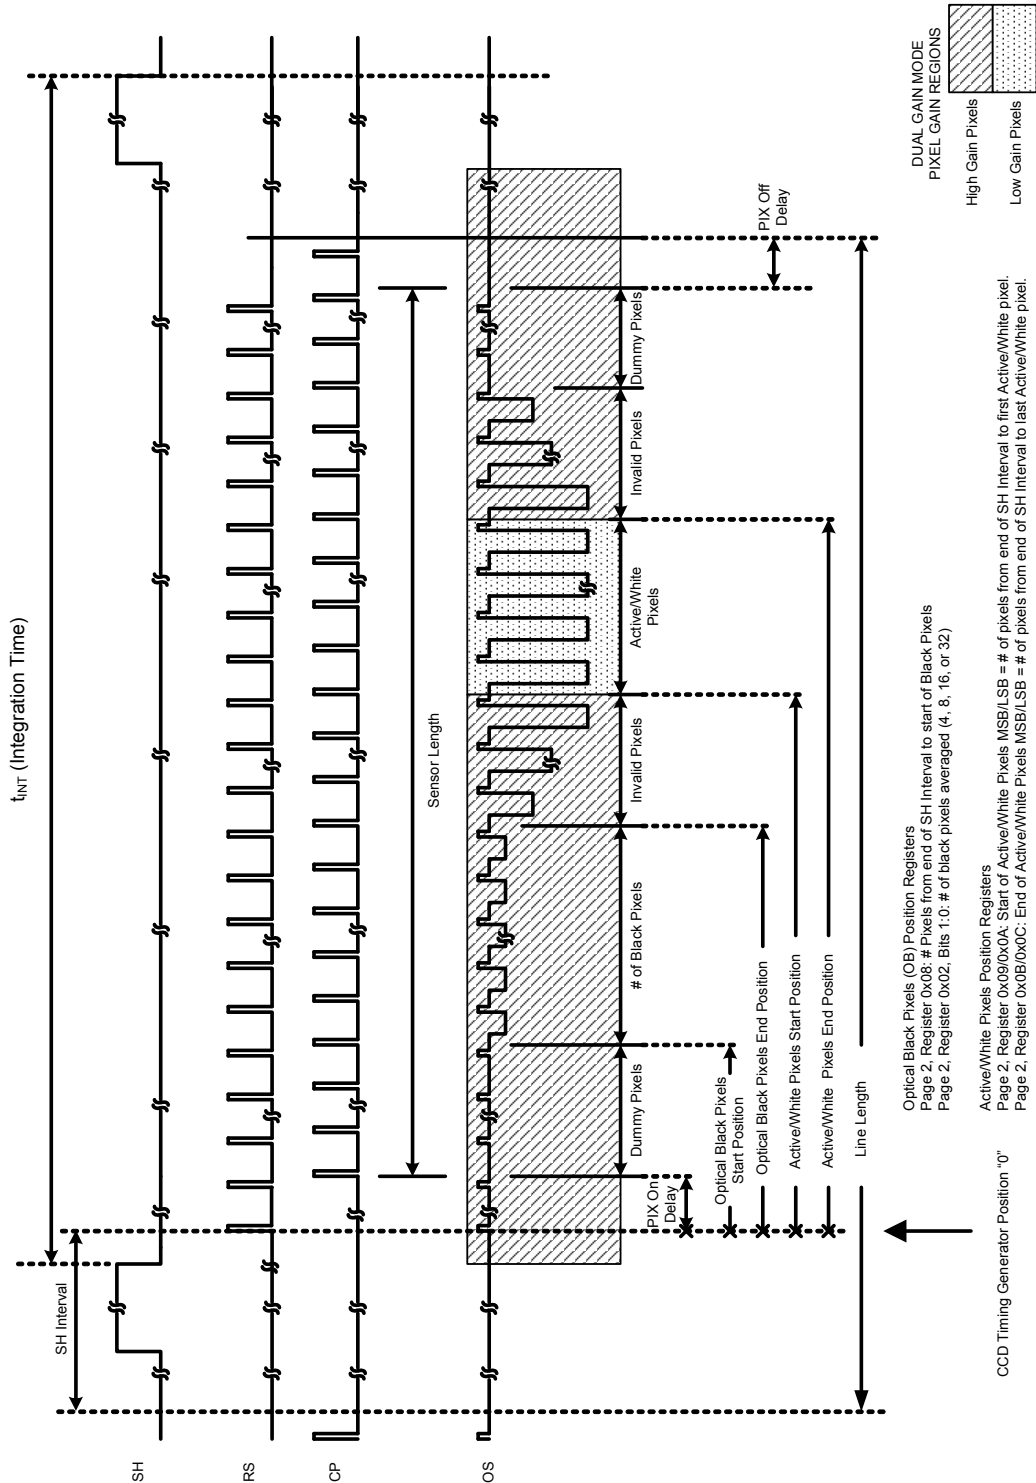 t_INT (Integration Time)
SH Interval
SH
RS
CP
OS
Sensor Length
PIX On
Delay
Dummy Pixels
# of Black Pixels
Invalid Pixels
Active/White
Pixels
Invalid Pixels
Dummy Pixels
PIX Off
Delay
Optical Black Pixels
Start Position
Optical Black Pixels End Position
Active/White Pixels Start Position
Active/White Pixels End Position
Line Length
CCD Timing Generator Position "0"
Optical Black Pixels (OB) Position Registers
Page 2, Register 0x08: # Pixels from end of SH Interval to start of Black Pixels
Page 2, Register 0x02, Bits 1:0: # of black pixels averaged (4, 8, 16, or 32)
Active/White Pixels Position Registers
Page 2, Register 0x09/0x0A: Start of Active/White Pixels MSB/LSB = # of pixels from end of SH Interval to first Active/White pixel.
Page 2, Register 0x0B/0x0C: End of Active/White Pixels MSB/LSB = # of pixels from end of SH Interval to last Active/White pixel.
DUAL GAIN MODE
PIXEL GAIN REGIONS
High Gain Pixels
Low Gain Pixels